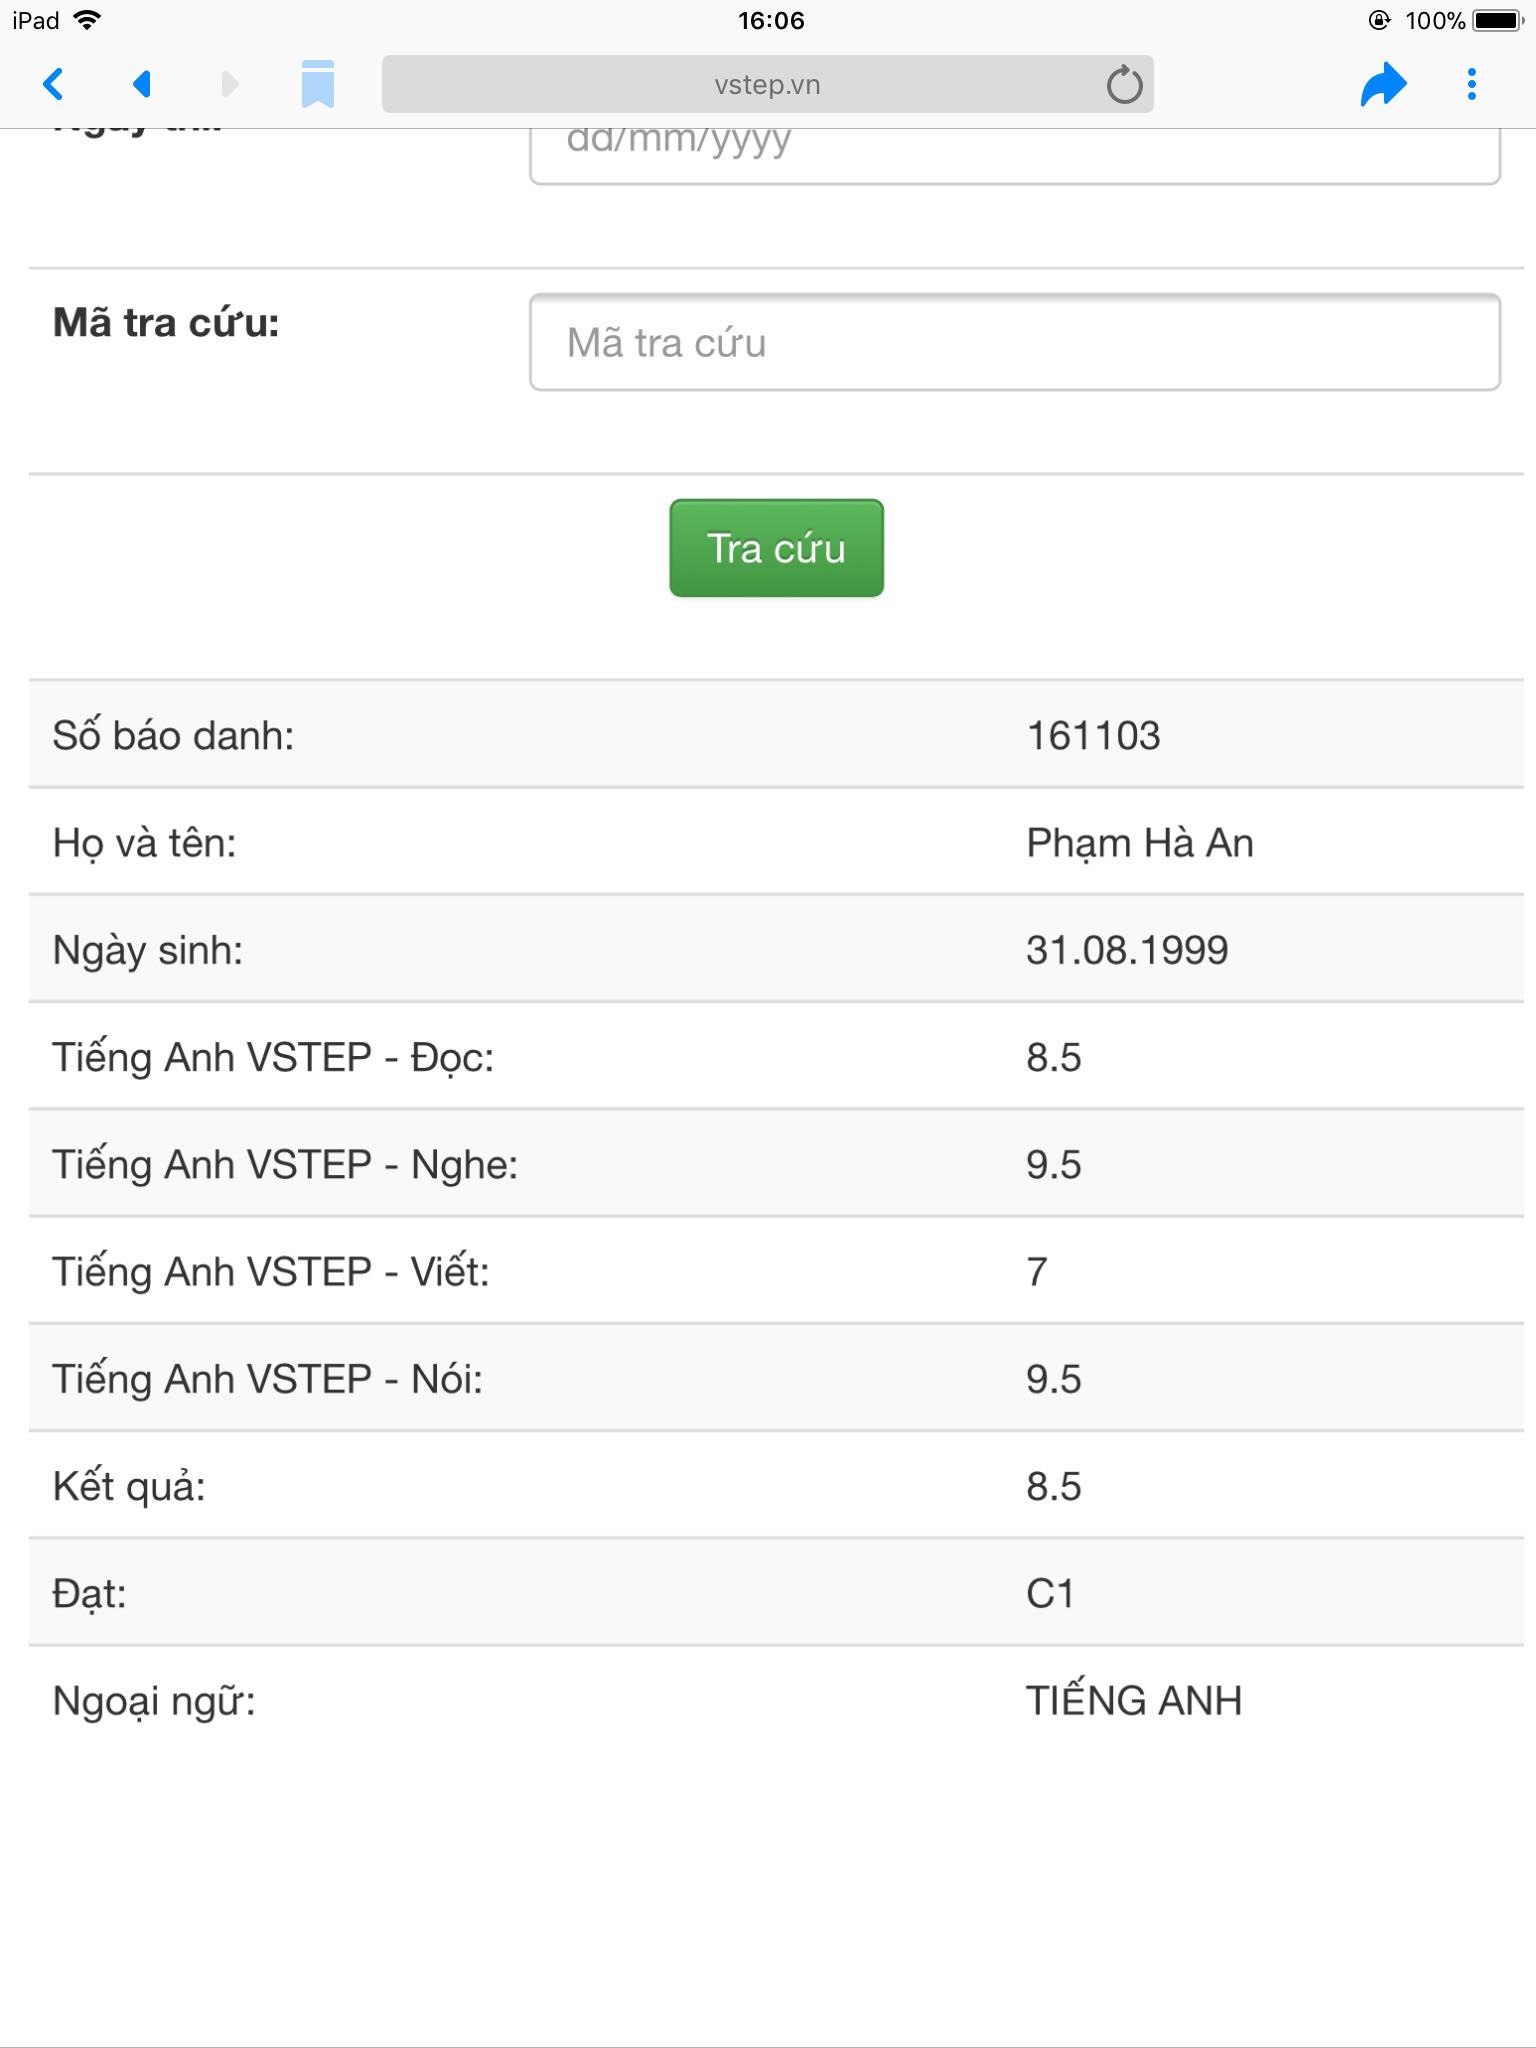 iPad 16:06 100%
vstep.vn
dd/mm/yyyy
Mã tra cứu: Mã tra cứu
Tra cứu
Số báo danh: 161103
Họ và tên: Phạm Hà An
Ngày sinh: 31.08.1999
Tiếng Anh VSTEP - Đọc: 8.5
Tiếng Anh VSTEP - Nghe: 9.5
Tiếng Anh VSTEP - Viết: 7
Tiếng Anh VSTEP - Nói: 9.5
Kết quả: 8.5
Đạt: C1
Ngoại ngữ: TIẾNG ANH